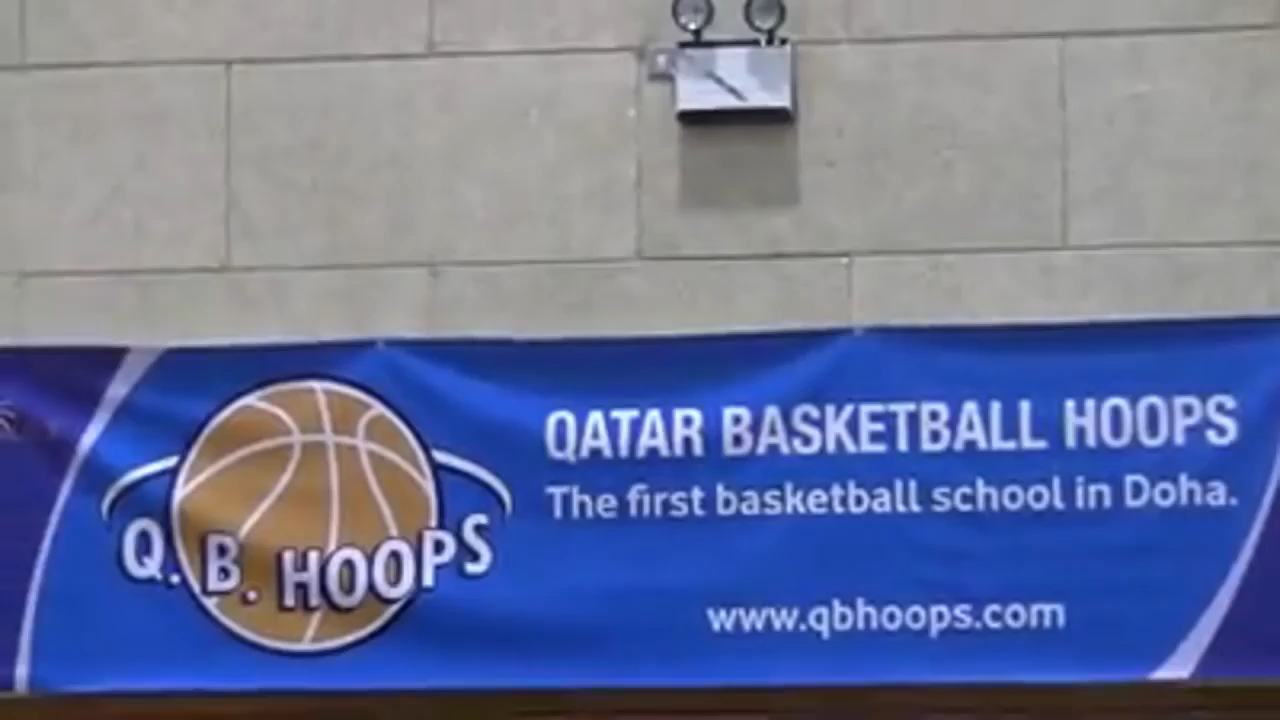 Q. B. HOOPS
QATAR BASKETBALL HOOPS
The first basketball school in Doha.
www.qbhoops.com